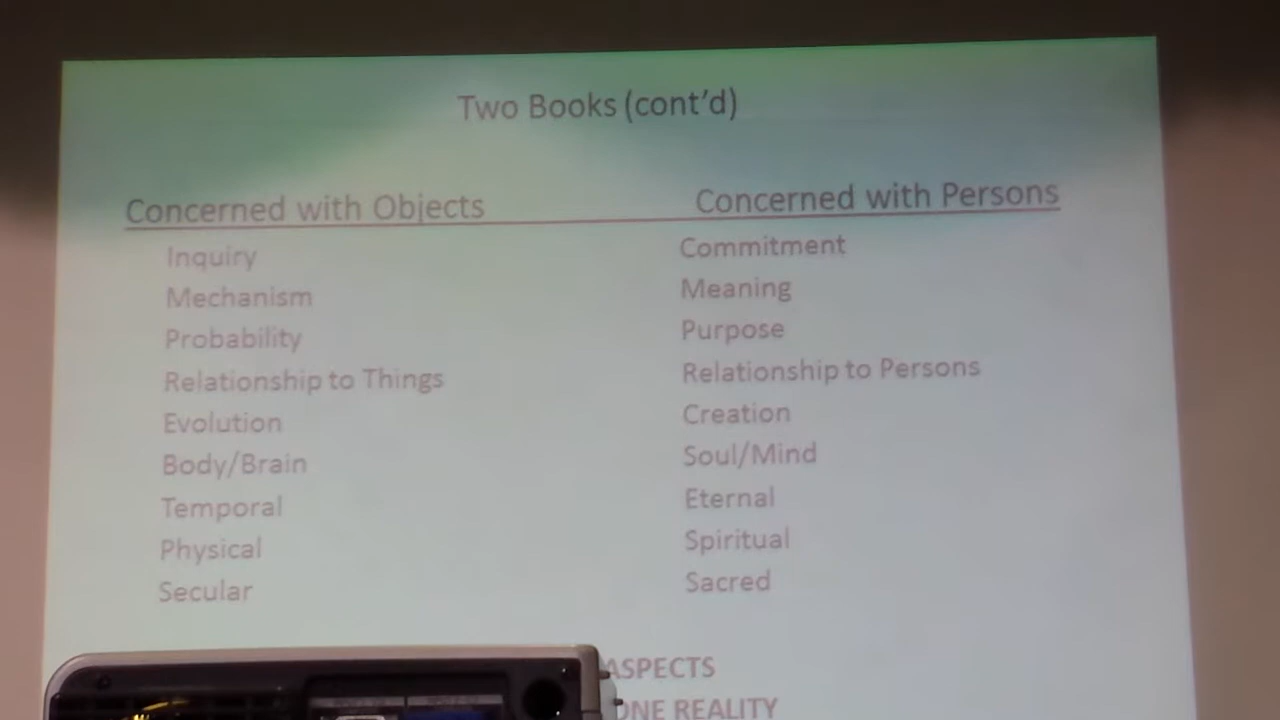 Two Books (cont'd)
Concerned with Objects Concerned with Persons
Inquiry Commitment
Mechanism Meaning
Probability Purpose
Relationship to Things Relationship to Persons
Evolution Creation
Body/Brain Soul/Mind
Temporal Eternal
Physical Spiritual
Secular Sacred
ASPECTS
ONE REALITY